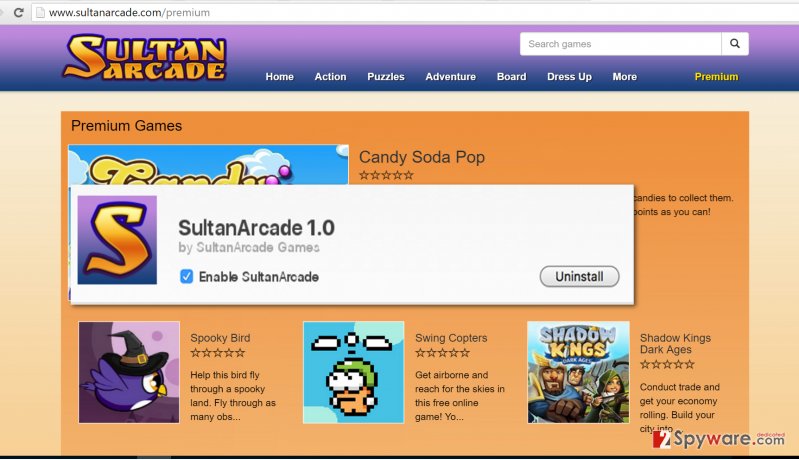 www.sultanarcade.com/premium
SULTAN
ARCADE
Search games
Home Action Puzzles Adventure Board Dress Up More Premium
Premium Games
Candy
Candy Soda Pop
candies to collect them.
points as you can!
S
SultanArcade 1.0
by SultanArcade Games
Enable SultanArcade
Uninstall
Spooky Bird
Help this bird fly
through a spooky
land. Fly through as
many obs...
Swing Copters
Get airborne and
reach for the skies in
this free online
game! Yo...
SHADOW
KINGS
DARK AGES
Shadow Kings
Dark Ages
Conduct trade and
get your economy
rolling. Build your
city into
2Spyware.com
dedicated